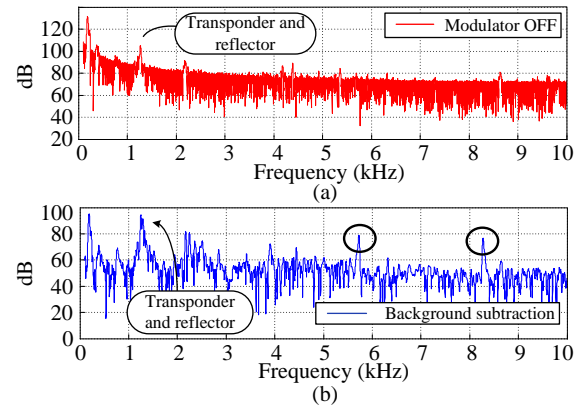 140
120
100
80
60
40
20
dB
Transponder and
reflector
Modulator OFF
0 1 2 3 4 5 6 7 8 9 10
Frequency (kHz)
(a)
100
80
60
40
20
0
dB
Transponder
and reflector
Background subtraction
0 1 2 3 4 5 6 7 8 9 10
Frequency (kHz)
(b)